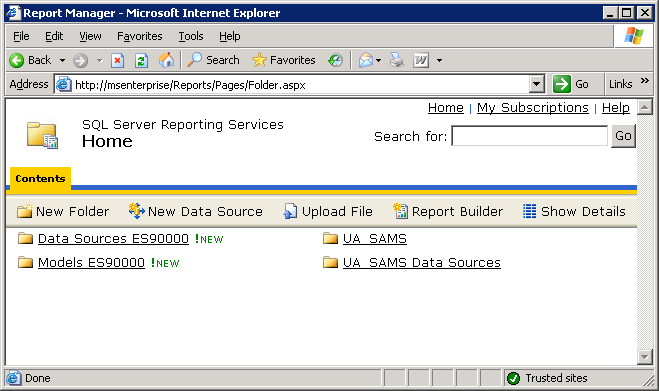 Report Manager - Microsoft Internet Explorer
File Edit View Favorites Tools Help
Back Search Favorites W
Address http://msenterprise/Reports/Pages/Folder.aspx Go Links »
Home | My Subscriptions | Help
SQL Server Reporting Services
Home
Search for: Go
Contents
New Folder New Data Source Upload File Report Builder Show Details
Data Sources ES90000 !NEW UA_SAMS
Models ES90000 !NEW UA_SAMS Data Sources
Done Trusted sites